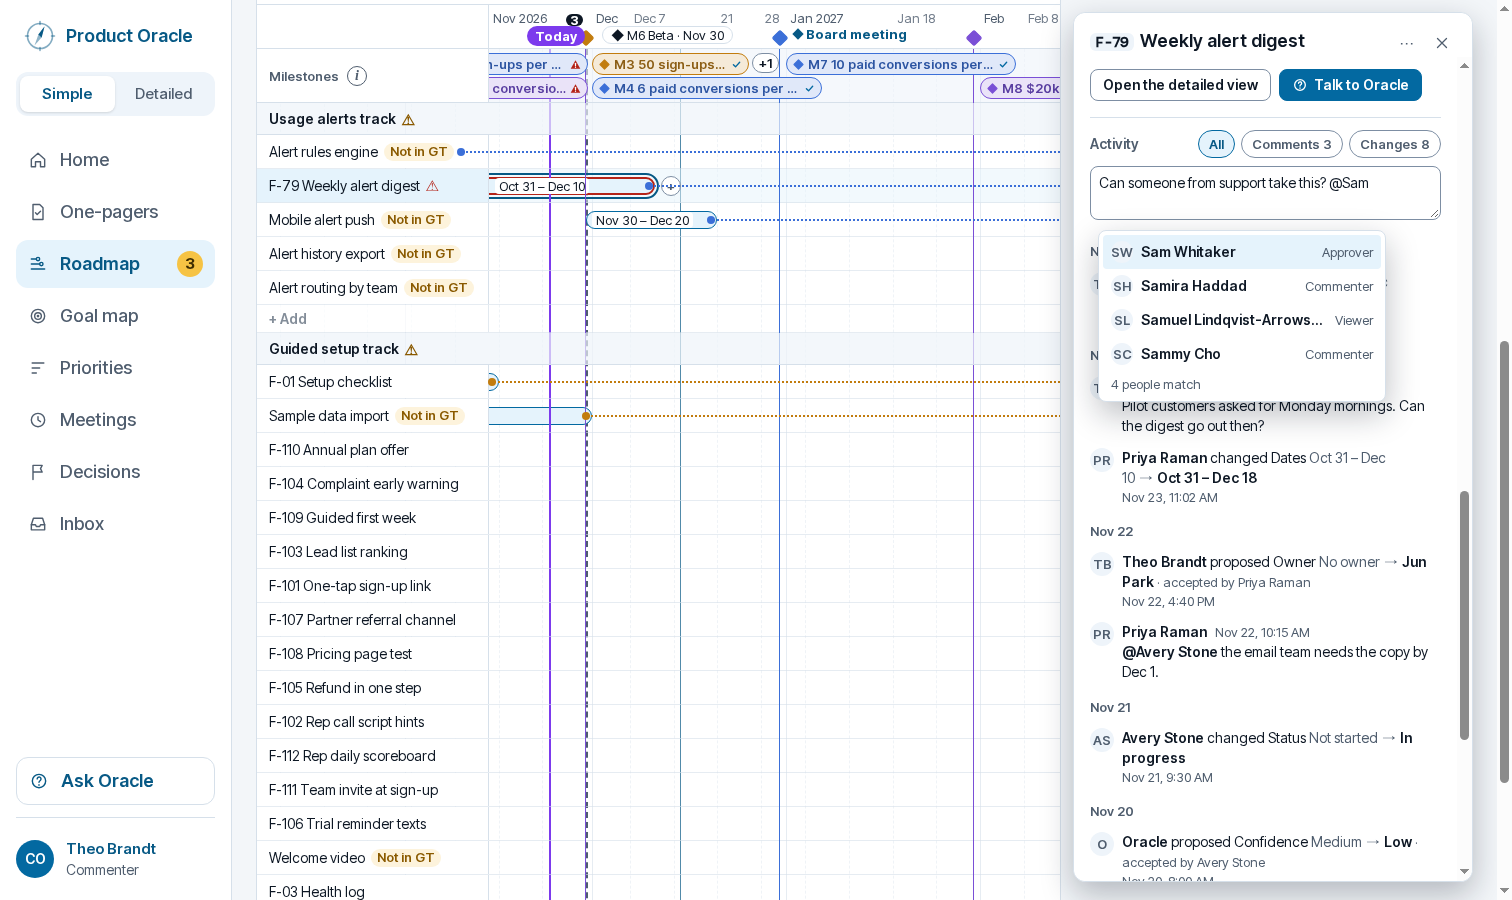 Product Oracle
Simple
Detailed
Home
One-pagers
Roadmap 3
Goal map
Priorities
Meetings
Decisions
Inbox
Ask Oracle
CO
Theo Brandt
Commenter
Nov 2026 3 Dec Dec 7 21 28 Jan 2027 Jan 18 Feb Feb 8
Today M6 Beta · Nov 30 Board meeting
Milestones i
n-ups per ... M3 50 sign-ups... +1 M7 10 paid conversions per...
conversio... M4 6 paid conversions per ... M8 $20k
Usage alerts track
Alert rules engine Not in GT
F-79 Weekly alert digest Oct 31 – Dec 10 +
Mobile alert push Not in GT Nov 30 – Dec 20
Alert history export Not in GT
Alert routing by team Not in GT
+ Add
Guided setup track
F-01 Setup checklist
Sample data import Not in GT
F-110 Annual plan offer
F-104 Complaint early warning
F-109 Guided first week
F-103 Lead list ranking
F-101 One-tap sign-up link
F-107 Partner referral channel
F-108 Pricing page test
F-105 Refund in one step
F-102 Rep call script hints
F-112 Rep daily scoreboard
F-111 Team invite at sign-up
F-106 Trial reminder texts
Welcome video Not in GT
F-03 Health log
F-79 Weekly alert digest ...
Open the detailed view
Talk to Oracle
Activity All Comments 3 Changes 8
Can someone from support take this? @Sam
SW Sam Whitaker Approver
SH Samira Haddad Commenter
SL Samuel Lindqvist-Arrows... Viewer
SC Sammy Cho Commenter
4 people match
Pilot customers asked for Monday mornings. Can
the digest go out then?
PR Priya Raman changed Dates Oct 31 – Dec
10 → Oct 31 – Dec 18
Nov 23, 11:02 AM
Nov 22
TB Theo Brandt proposed Owner No owner → Jun
Park · accepted by Priya Raman
Nov 22, 4:40 PM
PR Priya Raman Nov 22, 10:15 AM
@Avery Stone the email team needs the copy by
Dec 1.
Nov 21
AS Avery Stone changed Status Not started → In
progress
Nov 21, 9:30 AM
Nov 20
O Oracle proposed Confidence Medium → Low ·
accepted by Avery Stone
Nov 20, 8:00 AM